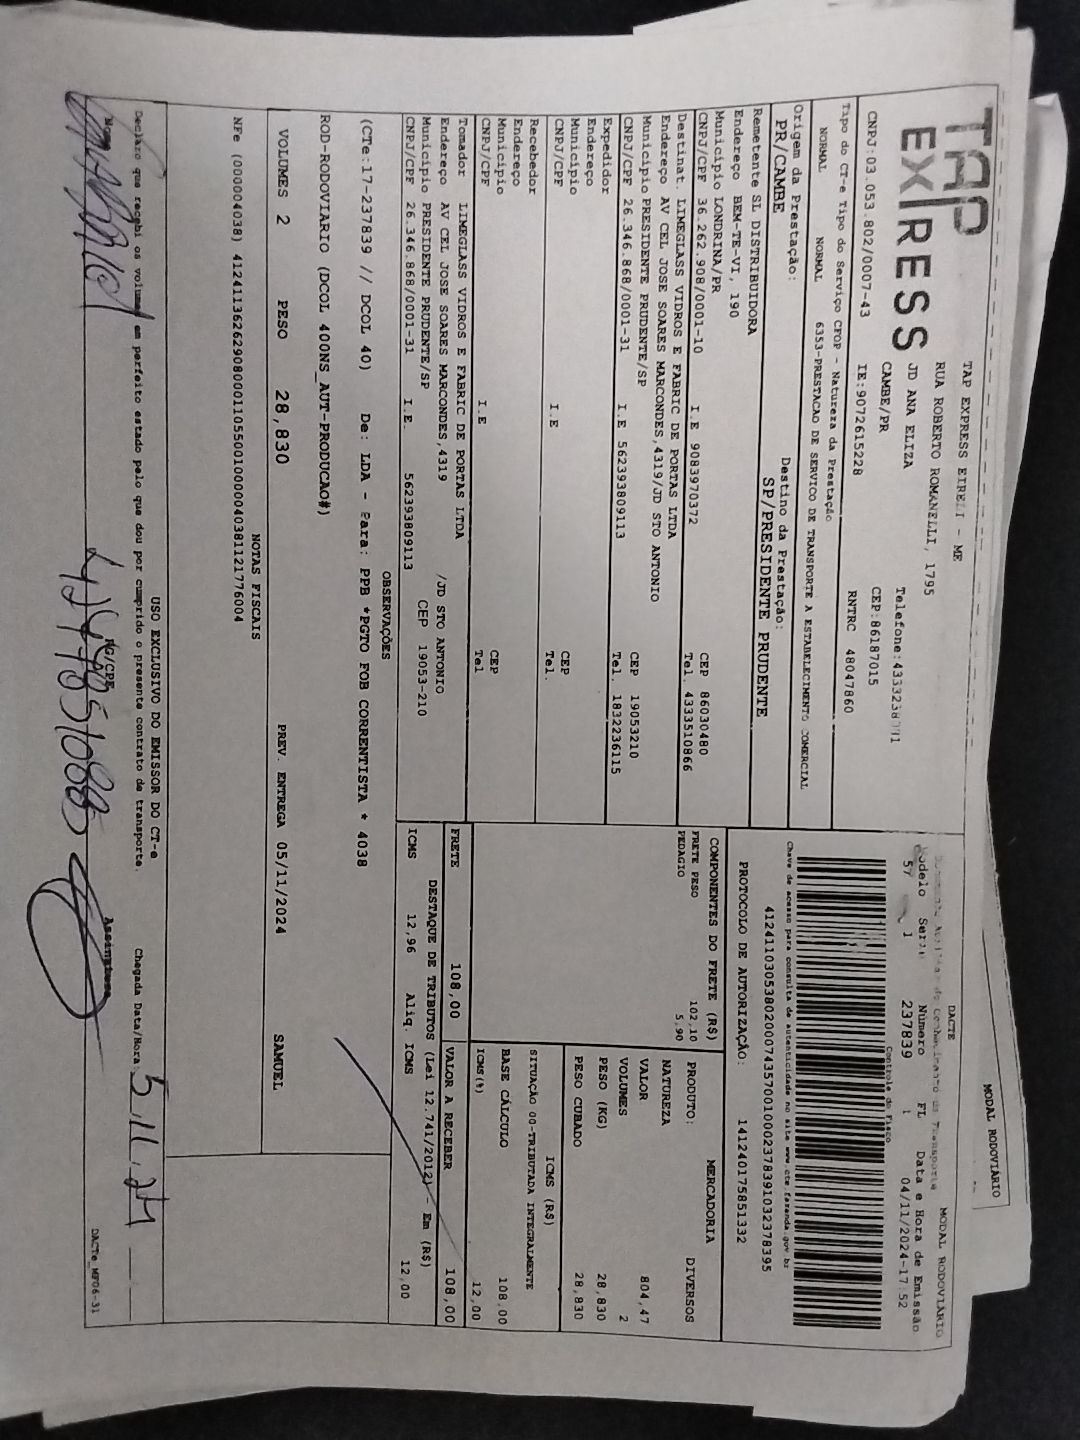 MODAL RODOVIÁRIO
TAP
EXPRESS
TAP EXPRESS EIRELI - ME
RUA ROBERTO ROMANELLI, 1795
JD ANA ELIZA
CAMBE/PR
CEP:86187015
CNPJ:03.053.802/0007-43
IE:9072615228
RNTRC 48047860
DACTE
MODAL RODOVIÁRIO
Modelo Série Número FL Data e Hora de Emissão
57 1 237839 1 04/11/2024-17:52
Controle do Fisco
Tipo do CT-e Tipo do Serviço CFOP - Natureza da Prestação
NORMAL NORMAL 6353-PRESTACAO DE SERVICO DE TRANSPORTE A ESTABELECIMENTO COMERCIAL
Chave de acesso para consulta de autenticidade no site www.cte.fazenda.gov.br
Origem da Prestação: Destino da Prestação:
PR/CAMBE SP/PRESIDENTE PRUDENTE
PROTOCOLO DE AUTORIZAÇÃO: 141240175851332
Remetente SL DISTRIBUIDORA
Endereço BEM-TE-VI, 190
Município LONDRINA/PR CEP 86030480
CNPJ/CPF 36.262.908/0001-10 I.E 9083970372 Tel. 4333510866
Destinat. LIMEGLASS VIDROS E FABRIC DE PORTAS LTDA
Endereço AV CEL JOSE SOARES MARCONDES,4319/JD STO ANTONIO
Município PRESIDENTE PRUDENTE/SP CEP 19053210
CNPJ/CPF 26.346.868/0001-31 I.E 562393809113 Tel. 1832236115
Expedidor
Endereço
Município CEP
CNPJ/CPF I.E Tel.
Recebedor
Endereço
Município CEP
CNPJ/CPF I.E Tel
Tomador LIMEGLASS VIDROS E FABRIC DE PORTAS LTDA
Endereço AV CEL JOSE SOARES MARCONDES,4319 /JD STO ANTONIO
Município PRESIDENTE PRUDENTE/SP CEP 19053-210
CNPJ/CPF 26.346.868/0001-31 I.E. 562393809113
COMPONENTES DO FRETE (R$)
FRETE PESO 102,10
PEDAGIO 5,90
MERCADORIA
PRODUTO: DIVERSOS
NATUREZA
VALOR 804,47
VOLUMES 2
PESO (KG) 28,830
PESO CUBADO 28,830
ICMS (R$)
SITUAÇÃO 00-TRIBUTADA INTEGRALMENTE
BASE CÁLCULO 108,00
ICMS(%) 12,00
FRETE 108,00 VALOR A RECEBER 108,00
DESTAQUE DE TRIBUTOS (Lei 12.741/2012) - Em (R$)
ICMS 12,96 Aliq. ICMS 12,00
OBSERVAÇÕES
(CTe:17-237839 // DCOL 40) De: LDA - Para: PPB *PGTO FOB CORRENTISTA * 4038
ROD-RODOVIARIO (DCOL 400NS_AUT-PRODUCAO#)
VOLUMES 2 PESO 28,830 PREV. ENTREGA 05/11/2024 SAMUEL
NOTAS FISCAIS
USO EXCLUSIVO DO EMISSOR DO CT-e
Declaro que recebi os volumes em perfeito estado pelo que dou por cumprido o presente contrato de transporte. Chegada Data/Hora: 5.11.24
Nome RG/CPF Assinatura
DACTe_MF06-31